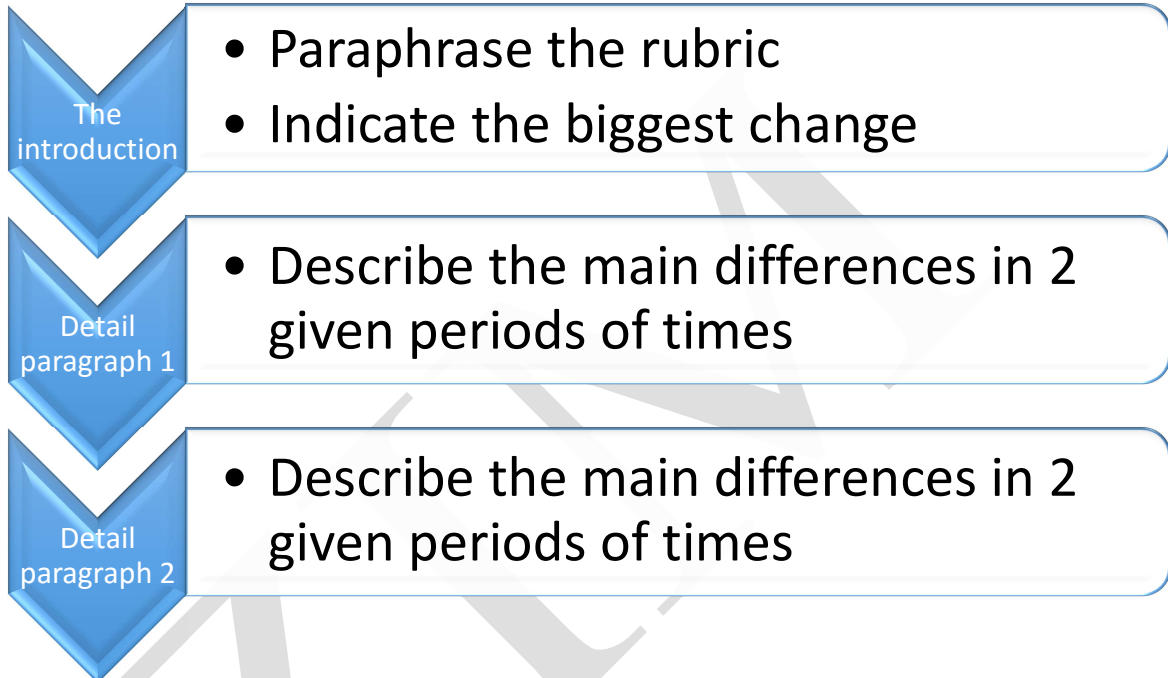 The
introduction
• Paraphrase the rubric
• Indicate the biggest change
Detail
paragraph 1
• Describe the main differences in 2
given periods of times
Detail
paragraph 2
• Describe the main differences in 2
given periods of times